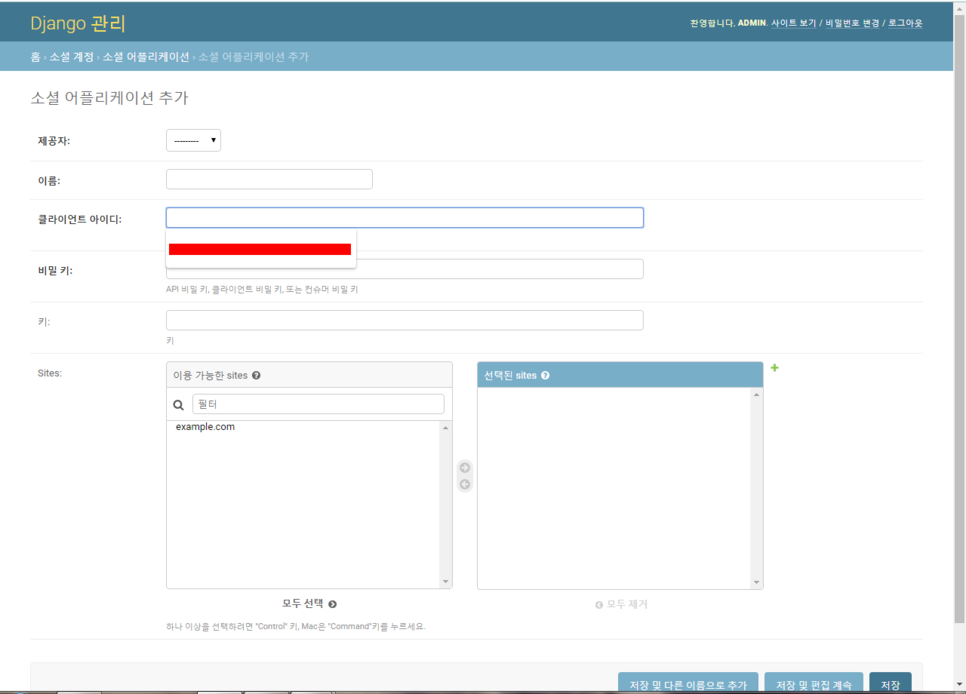 Django 관리
환영합니다, ADMIN. 사이트 보기 / 비밀번호 변경 / 로그아웃
홈 › 소셜 계정 › 소셜 어플리케이션 › 소셜 어플리케이션 추가
소셜 어플리케이션 추가
제공자:
---------
이름:
클라이언트 아이디:
비밀 키:
API 비밀 키, 클라이언트 비밀 키, 또는 컨슈머 비밀 키
키:
키
Sites:
이용 가능한 sites
선택된 sites
필터
example.com
모두 선택
모두 제거
하나 이상을 선택하려면 "Control" 키, Mac은 "Command"키를 누르세요.
저장 및 다른 이름으로 추가
저장 및 편집 계속
저장